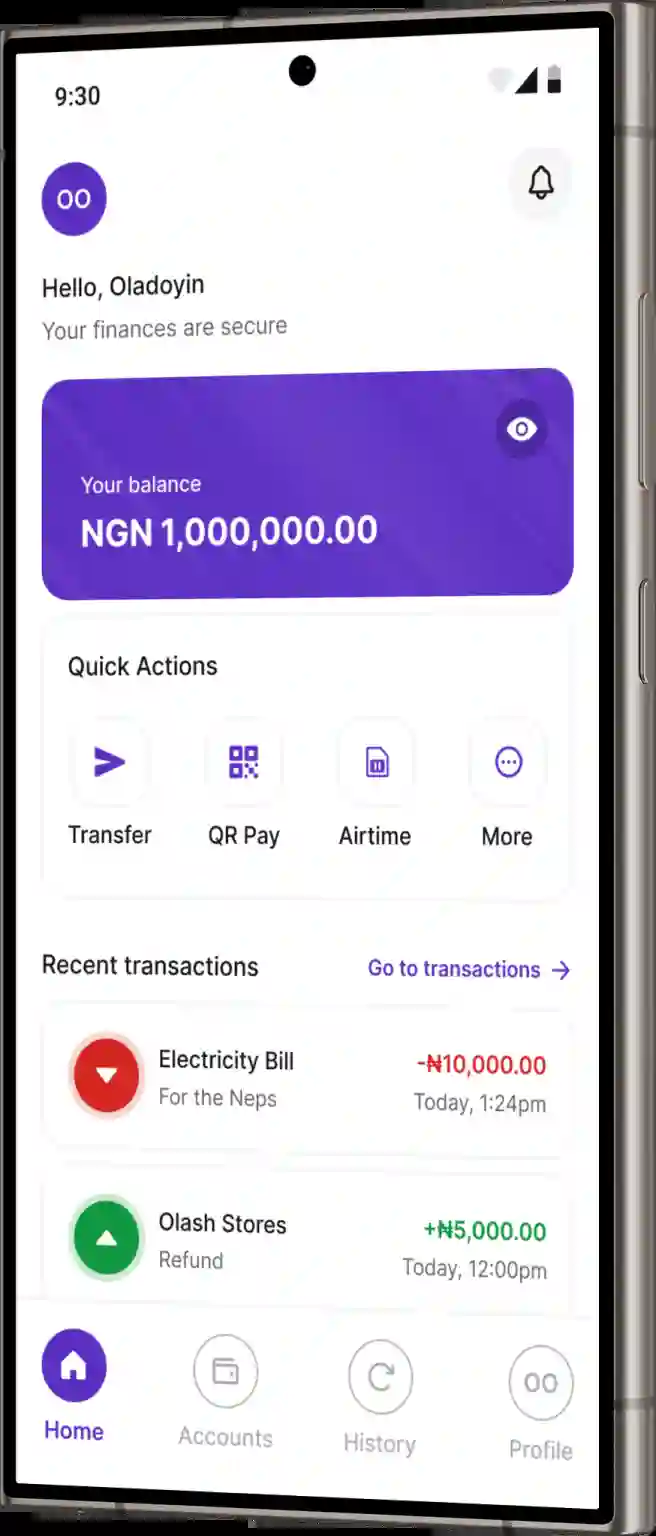 9:30
OO
Hello, Oladoyin
Your finances are secure
Your balance
NGN 1,000,000.00
Quick Actions
Transfer
QR Pay
Airtime
More
Recent transactions
Go to transactions →
Electricity Bill
-₦10,000.00
For the Neps
Today, 1:24pm
Olash Stores
+₦5,000.00
Refund
Today, 12:00pm
Home
Accounts
History
OO
Profile